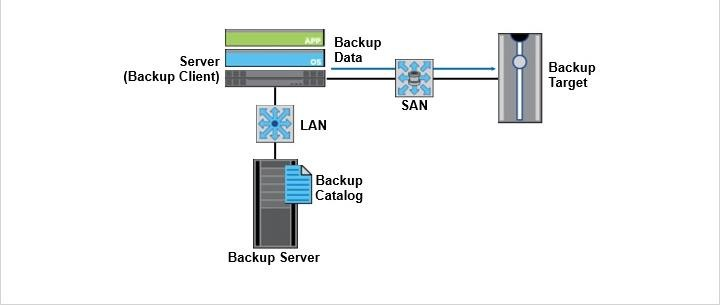 APP
OS
Server
(Backup Client)
Backup
Data
SAN
Backup
Target
LAN
Backup
Catalog
Backup Server